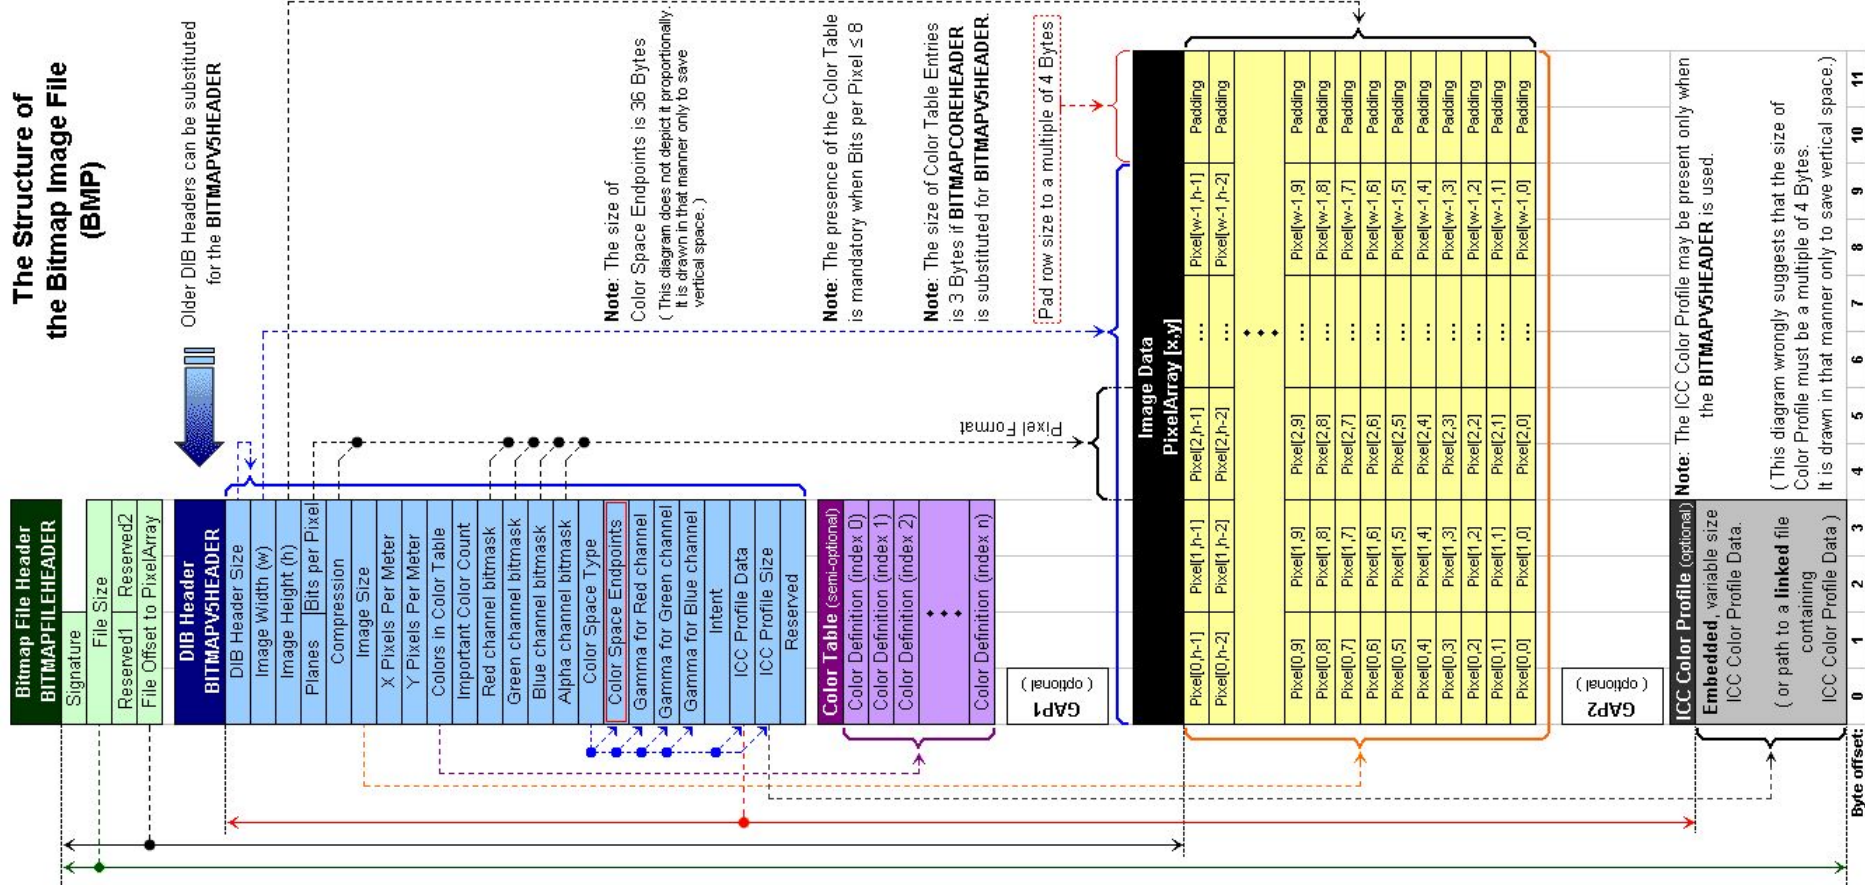 The Structure of
the Bitmap Image File
(BMP)
Older DIB Headers can be substituted
for the BITMAPV5HEADER
Bitmap File Header
BITMAPFILEHEADER
Signature
File Size
Reserved1 Reserved2
File Offset to PixelArray
DIB Header
BITMAPV5HEADER
DIB Header Size
Image Width (w)
Image Height (h)
Planes Bits per Pixel
Compression
Image Size
X Pixels Per Meter
Y Pixels Per Meter
Colors in Color Table
Important Color Count
Red channel bitmask
Green channel bitmask
Blue channel bitmask
Alpha channel bitmask
Color Space Type
Color Space Endpoints
Gamma for Red channel
Gamma for Green channel
Gamma for Blue channel
Intent
ICC Profile Data
ICC Profile Size
Reserved
Note: The size of
Color Space Endpoints is 36 Bytes
( This diagram does not depict it proportionally.
It is drawn in that manner only to save
vertical space. )
Color Table (semi-optional)
Color Definition (index 0)
Color Definition (index 1)
Color Definition (index 2)
• • •
Color Definition (index n)
Note: The presence of the Color Table
is mandatory when Bits per Pixel ≤ 8
Note: The size of Color Table Entries
is 3 Bytes if BITMAPCOREHEADER
is substituted for BITMAPV5HEADER.
GAP1
( optional )
Pixel Format
Pad row size to a multiple of 4 Bytes
Image Data
PixelArray [x,y]
Pixel[0,h-1] Pixel[1,h-1] Pixel[2,h-1] ... Pixel[w-1,h-1] Padding
Pixel[0,h-2] Pixel[1,h-2] Pixel[2,h-2] ... Pixel[w-1,h-2] Padding
• • •
Pixel[0,9] Pixel[1,9] Pixel[2,9] ... Pixel[w-1,9] Padding
Pixel[0,8] Pixel[1,8] Pixel[2,8] ... Pixel[w-1,8] Padding
Pixel[0,7] Pixel[1,7] Pixel[2,7] ... Pixel[w-1,7] Padding
Pixel[0,6] Pixel[1,6] Pixel[2,6] ... Pixel[w-1,6] Padding
Pixel[0,5] Pixel[1,5] Pixel[2,5] ... Pixel[w-1,5] Padding
Pixel[0,4] Pixel[1,4] Pixel[2,4] ... Pixel[w-1,4] Padding
Pixel[0,3] Pixel[1,3] Pixel[2,3] ... Pixel[w-1,3] Padding
Pixel[0,2] Pixel[1,2] Pixel[2,2] ... Pixel[w-1,2] Padding
Pixel[0,1] Pixel[1,1] Pixel[2,1] ... Pixel[w-1,1] Padding
Pixel[0,0] Pixel[1,0] Pixel[2,0] ... Pixel[w-1,0] Padding
GAP2
( optional )
ICC Color Profile (optional)
Embedded, variable size
ICC Color Profile Data.
( or path to a linked file
containing
ICC Color Profile Data )
Note: The ICC Color Profile may be present only when
the BITMAPV5HEADER is used.
( This diagram wrongly suggests that the size of
Color Profile must be a multiple of 4 Bytes.
It is drawn in that manner only to save vertical space.)
Byte offset: 0 1 2 3 4 5 6 7 8 9 10 11